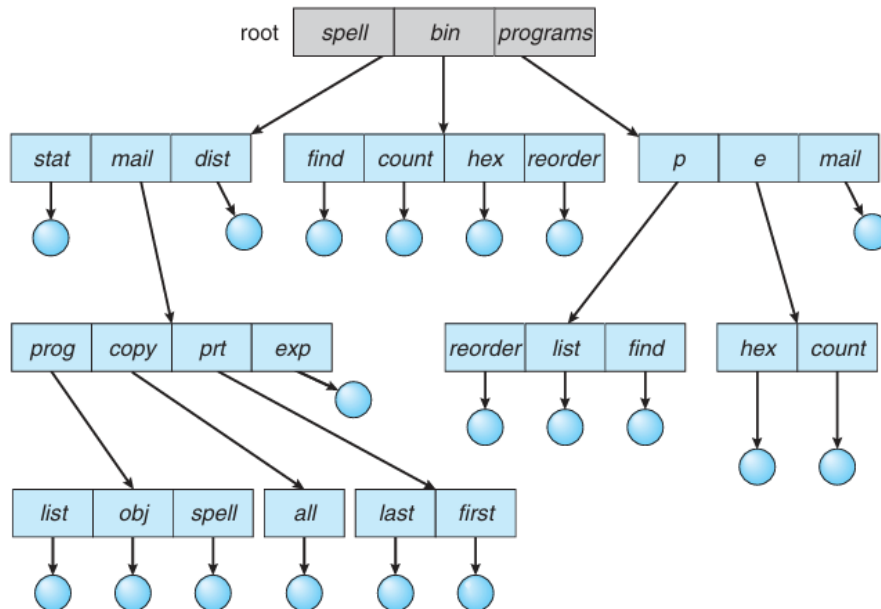 root spell bin programs
stat mail dist find count hex reorder p e mail
prog copy prt exp reorder list find hex count
list obj spell all last first